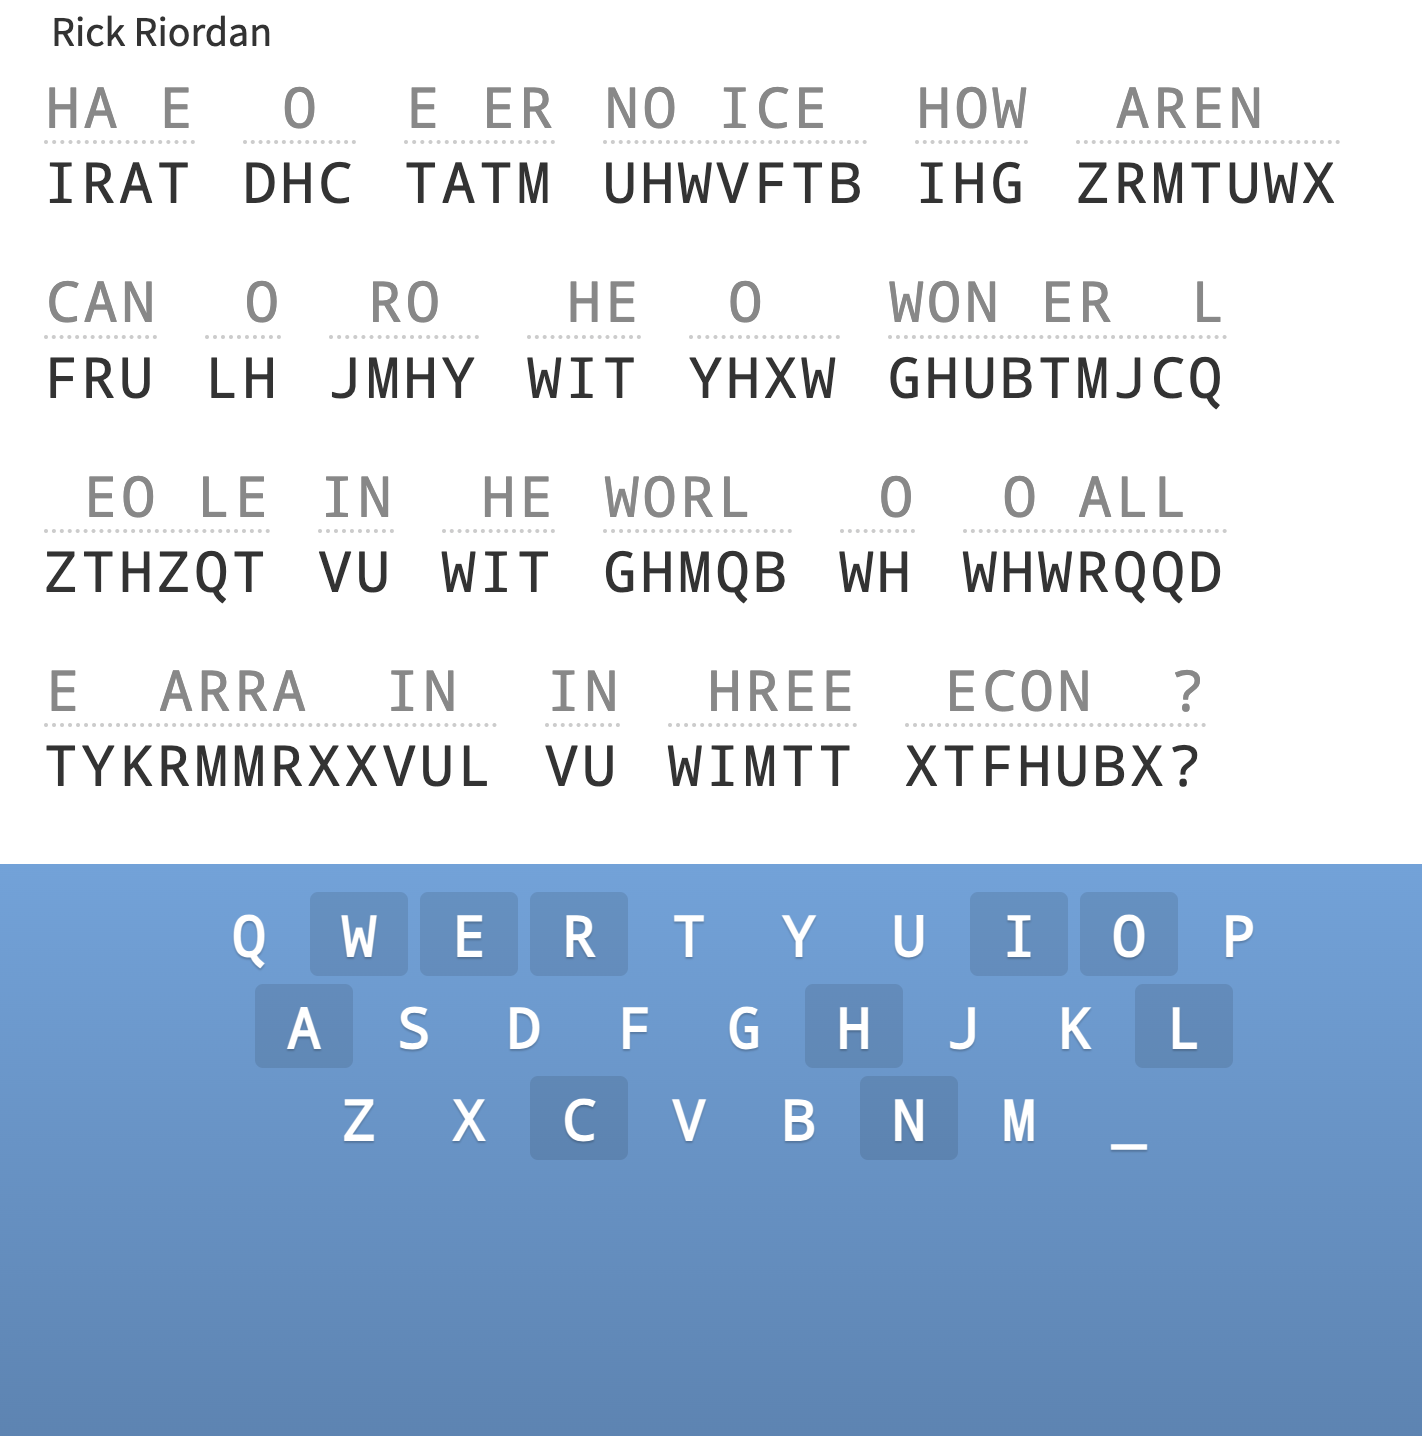 Rick Riordan
HA E  O  E ER NO ICE HOW  AREN
IRAT DHC TATM UHWVFTB IHG ZRMTUWX
CAN  O  RO   HE  O   WON ER  L
FRU LH JMHY WIT YHXW GHUBTMJCQ
 EO LE IN  HE WORL   O  O ALL
ZTHZQT VU WIT GHMQB WH WHWRQQD
E  ARRA  IN  IN  HREE  ECON  ?
TYKRMMRXXVUL VU WIMTT XTFHUBX?
Q W E R T Y U I O P
A S D F G H J K L
Z X C V B N M _